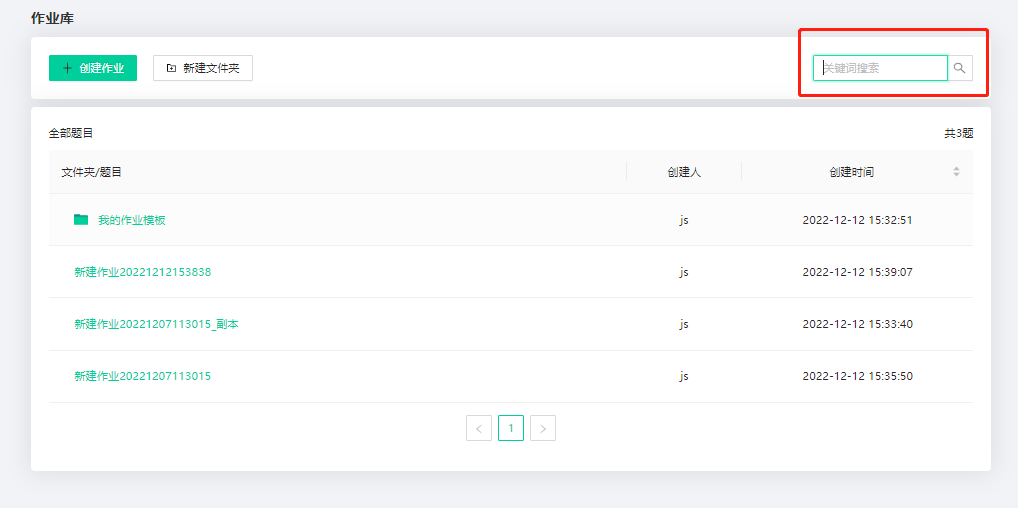 作业库
创建作业 新建文件夹 关键词搜索
全部题目 共3题
文件夹/题目 创建人 创建时间
我的作业模板 js 2022-12-12 15:32:51
新建作业20221212153838 js 2022-12-12 15:39:07
新建作业20221207113015_副本 js 2022-12-12 15:33:40
新建作业20221207113015 js 2022-12-12 15:35:50
1